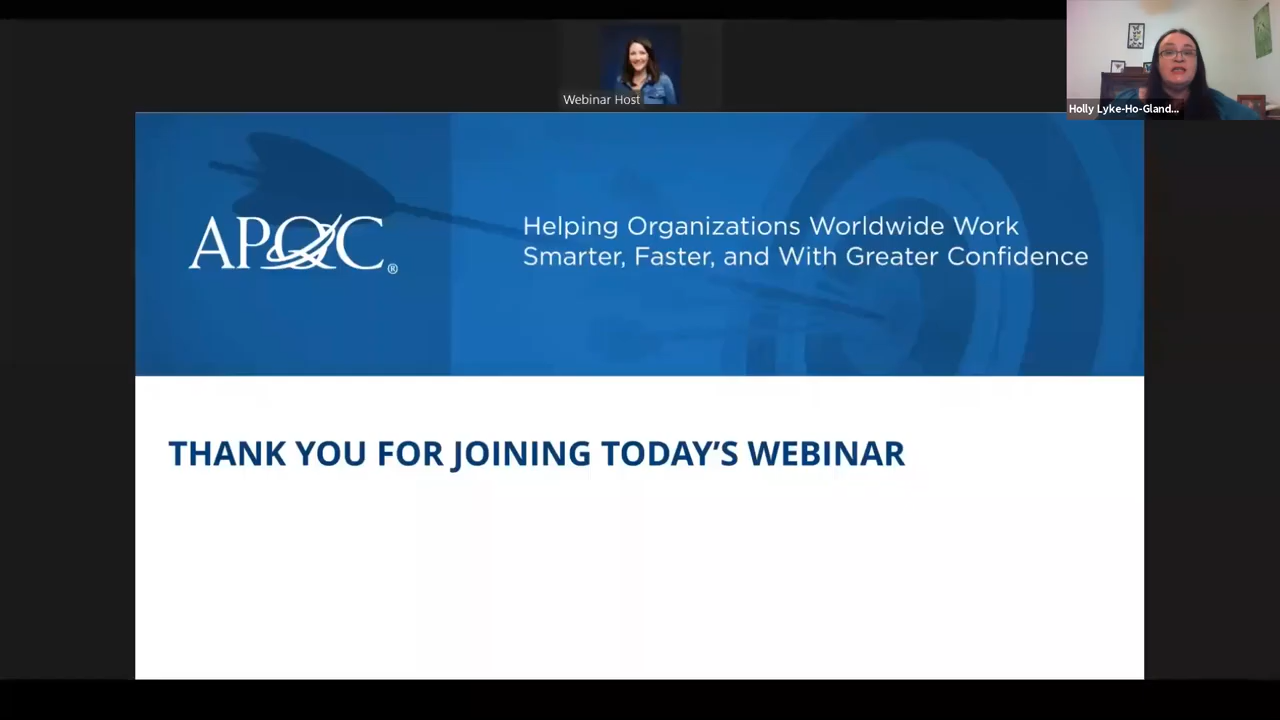 Webinar Host
Holly Lyke-Ho-Gland...
APQC®
Helping Organizations Worldwide Work
Smarter, Faster, and With Greater Confidence
THANK YOU FOR JOINING TODAY'S WEBINAR